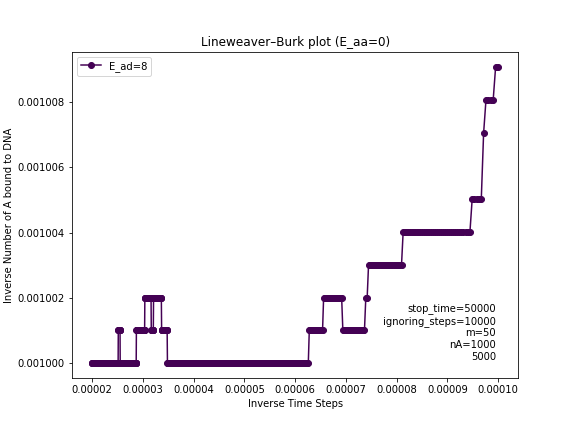 Lineweaver–Burk plot (E_aa=0)
E_ad=8
Inverse Number of A bound to DNA
0.001008
0.001006
0.001004
0.001002
0.001000
stop_time=50000
ignoring_steps=10000
m=50
nA=1000
5000
0.00002 0.00003 0.00004 0.00005 0.00006 0.00007 0.00008 0.00009 0.00010
Inverse Time Steps